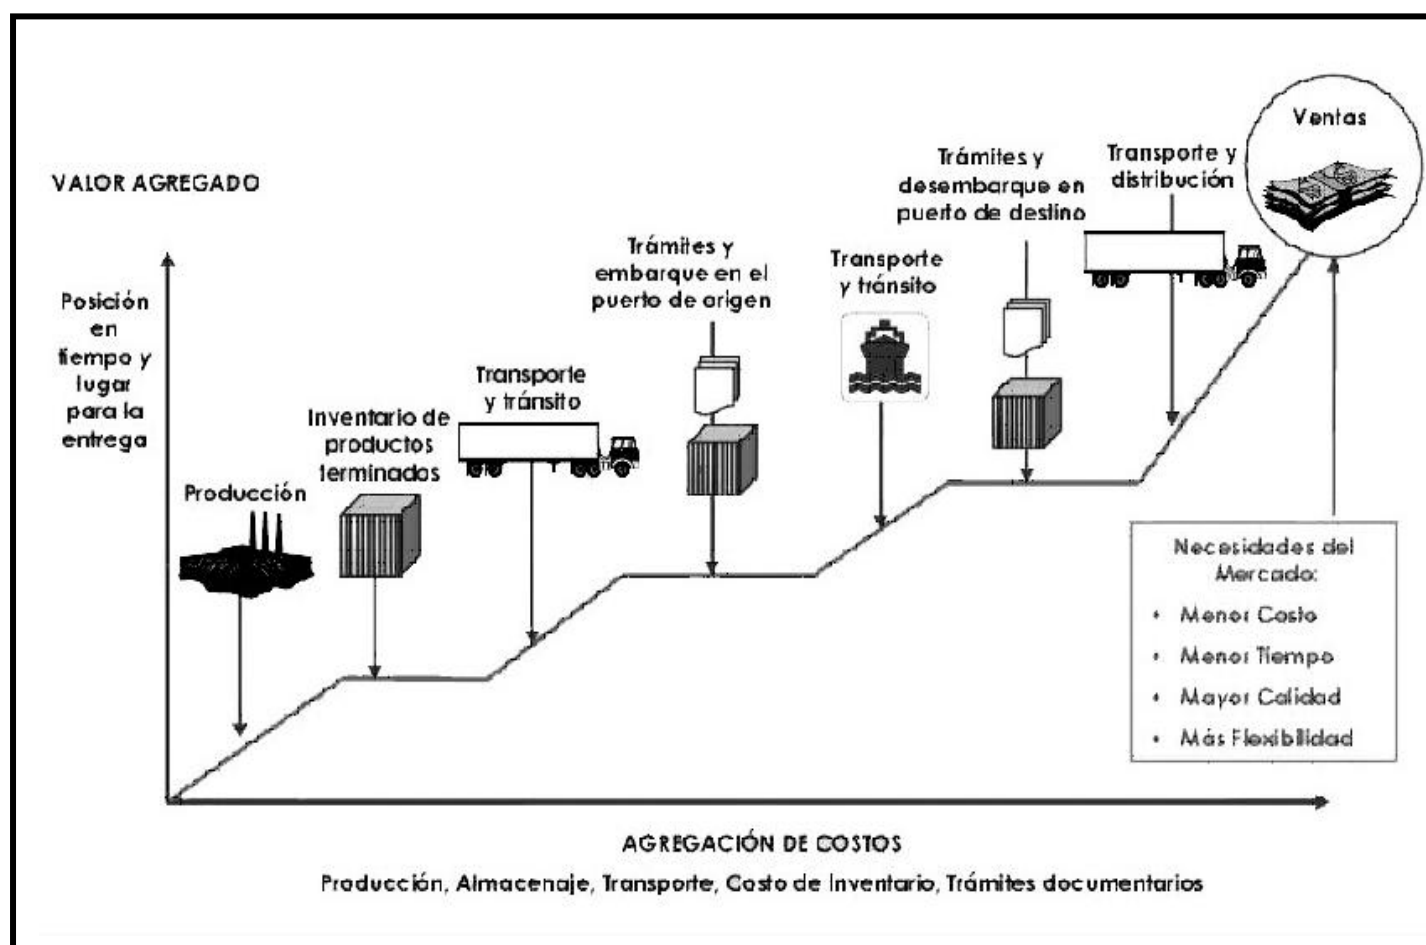 VALOR AGREGADO
Posición
en
tiempo y
lugar
para la
entrega
Producción
Inventario de
productos
terminados
Transporte
y tránsito
Trámites y
embarque en el
puerto de origen
Transporte
y tránsito
Trámites y
desembarque en
puerto de destino
Transporte y
distribución
Ventas
Necesidades del
Mercado:
• Menor Costo
• Menor Tiempo
• Mayor Calidad
• Más Flexibilidad
AGREGACIÓN DE COSTOS
Producción, Almacenaje, Transporte, Costo de Inventario, Trámites documentarios